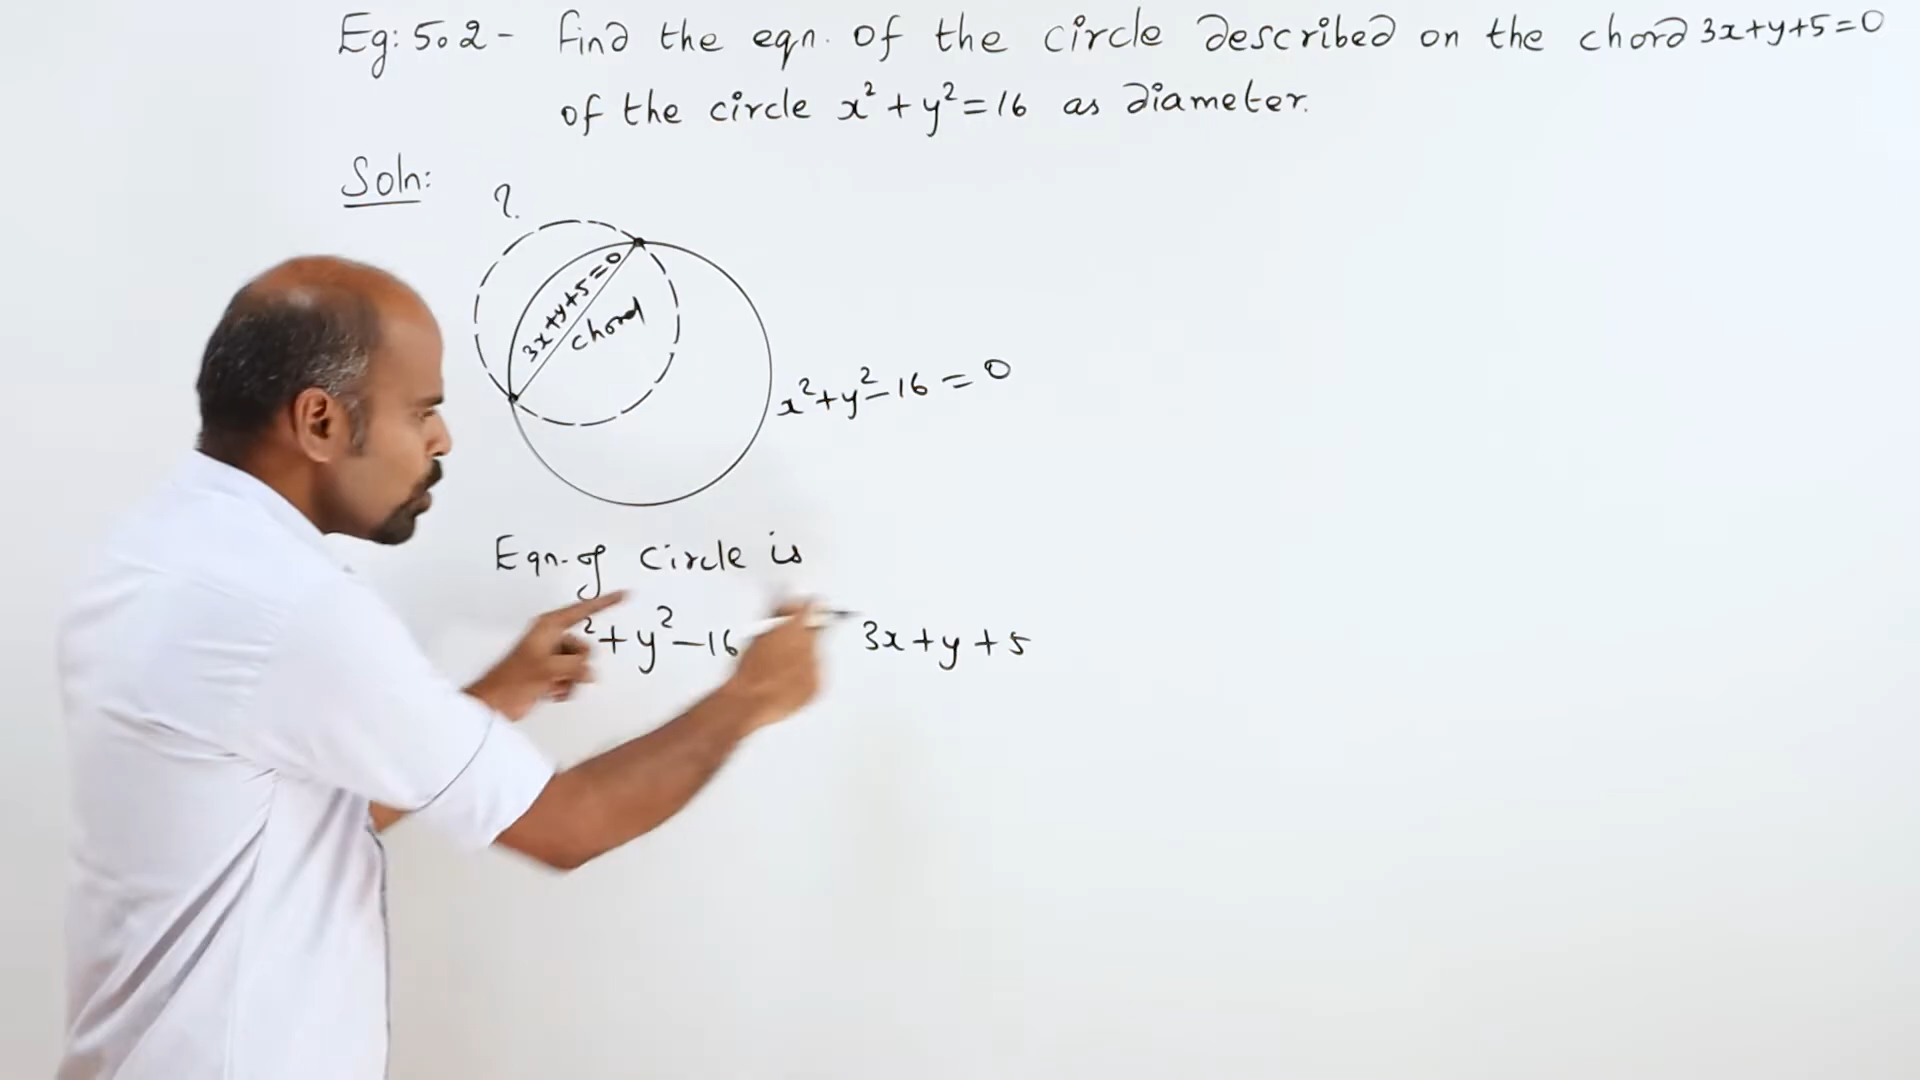 Eg: 5.2 - Find the eqn. of the circle described on the chord 3x+y+5=0
of the circle x²+y²=16 as diameter.
Soln:
?
3x+y+5=0
chord
x²+y²-16=0
Eqn. of circle is
²+y²-16 3x+y+5